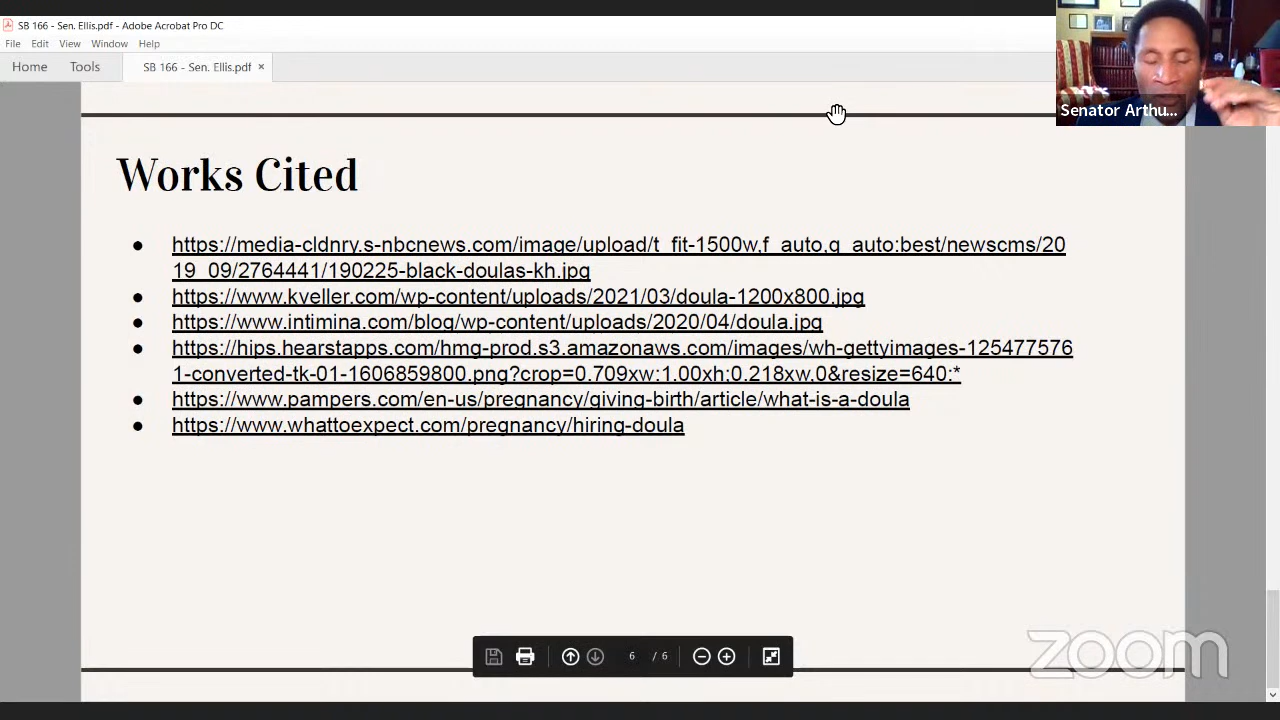 SB 166 - Sen. Ellis.pdf - Adobe Acrobat Pro DC
File Edit View Window Help
Home Tools SB 166 - Sen. Ellis.pdf ×
Senator Arthu...
Works Cited
● https://media-cldnry.s-nbcnews.com/image/upload/t_fit-1500w,f_auto,q_auto:best/newscms/20
19_09/2764441/190225-black-doulas-kh.jpg
● https://www.kveller.com/wp-content/uploads/2021/03/doula-1200x800.jpg
● https://www.intimina.com/blog/wp-content/uploads/2020/04/doula.jpg
● https://hips.hearstapps.com/hmg-prod.s3.amazonaws.com/images/wh-gettyimages-125477576
1-converted-tk-01-1606859800.png?crop=0.709xw:1.00xh;0.218xw,0&resize=640:*
● https://www.pampers.com/en-us/pregnancy/giving-birth/article/what-is-a-doula
● https://www.whattoexpect.com/pregnancy/hiring-doula
6 / 6
zoom